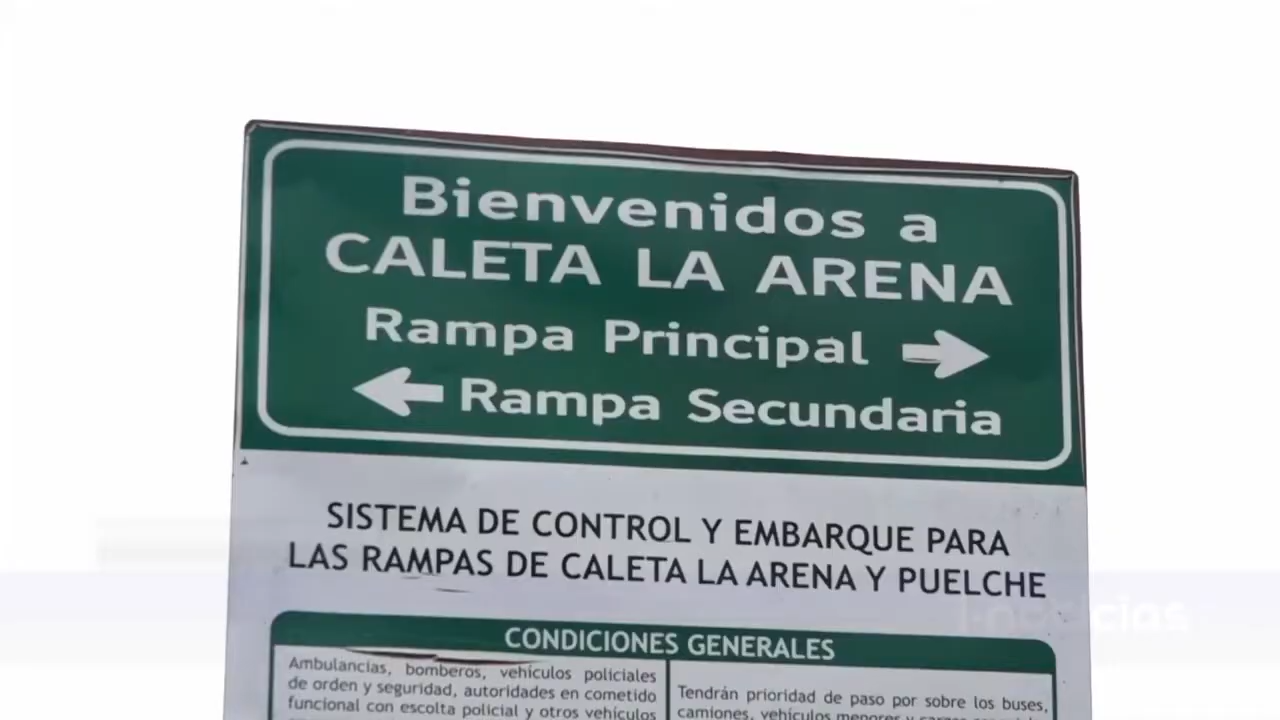 Bienvenidos a
CALETA LA ARENA
Rampa Principal
Rampa Secundaria
SISTEMA DE CONTROL Y EMBARQUE PARA
LAS RAMPAS DE CALETA LA ARENA Y PUELCHE
CONDICIONES GENERALES
Ambulancias, bomberos, vehículos policiales
de orden y seguridad, autoridades en cometido
funcional con escolta policial y otros vehículos
Tendrán prioridad de paso por sobre los buses,
camiones, vehículos menores y
noticias